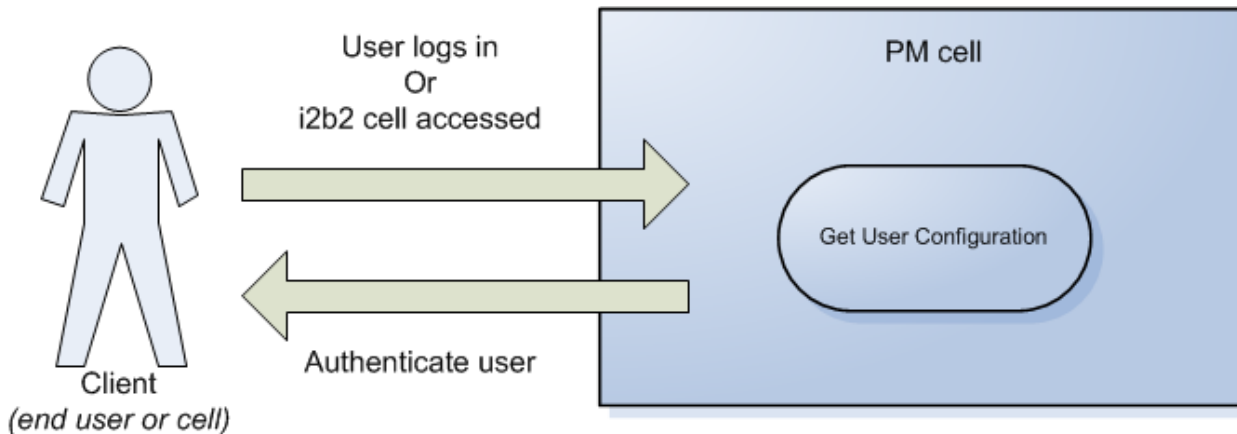 User logs in
Or
i2b2 cell accessed
PM cell
Get User Configuration
Authenticate user
Client
(end user or cell)